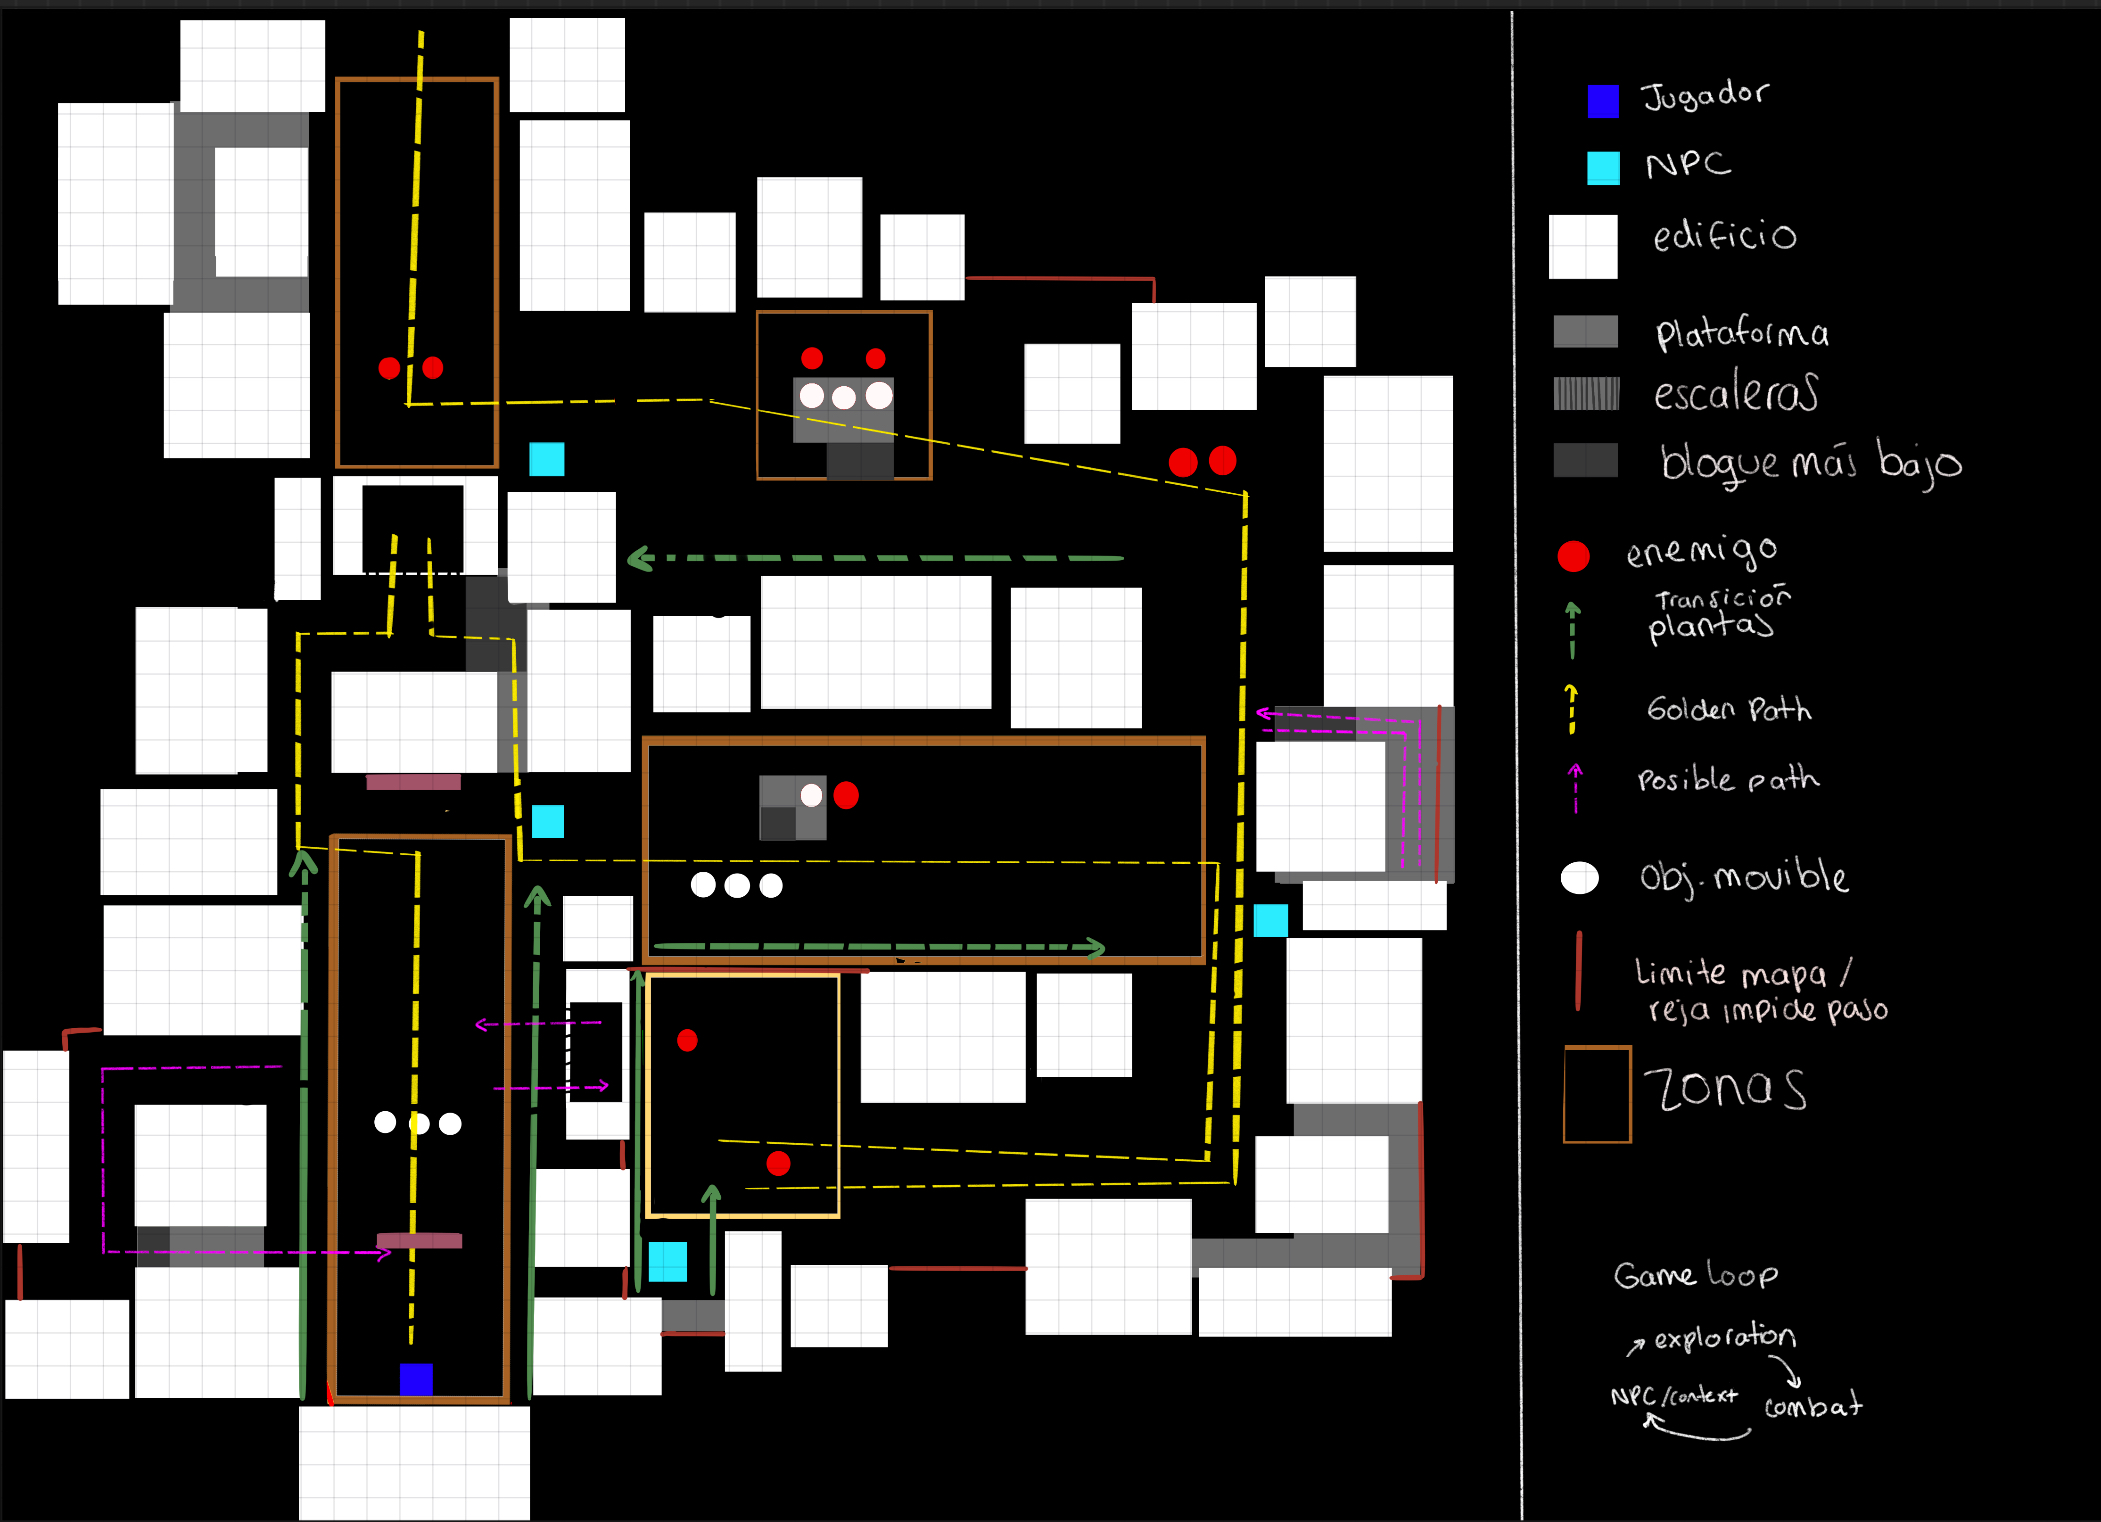 Jugador
NPC
edificio
plataforma
escaleras
bloque más bajo
enemigo
Transición
plantas
Golden Path
Posible path
Obj. movible
Limite mapa /
reja impide paso
Zonas
Game loop
exploration
NPC/context
combat